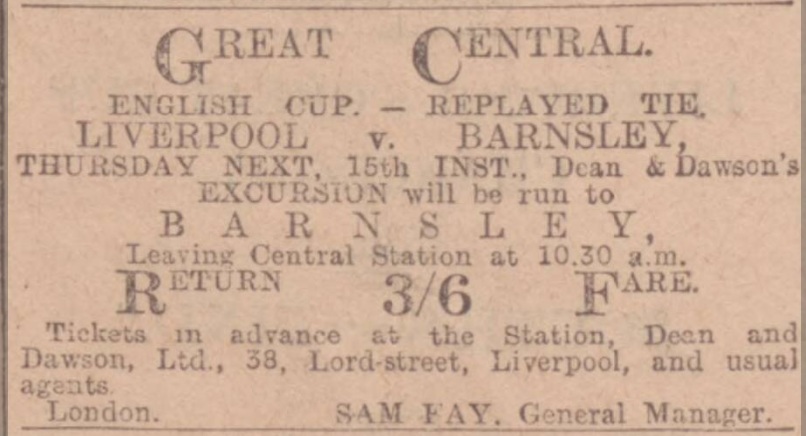 GREAT CENTRAL.
ENGLISH CUP. — REPLAYED TIE.
LIVERPOOL v. BARNSLEY,
THURSDAY NEXT, 15th INST., Dean & Dawson's
EXCURSION will be run to
BARNSLEY,
Leaving Central Station at 10.30 a.m.
RETURN 3/6 FARE.
Tickets in advance at the Station, Dean and
Dawson, Ltd., 38, Lord-street, Liverpool, and usual
agents.
London. SAM FAY, General Manager.